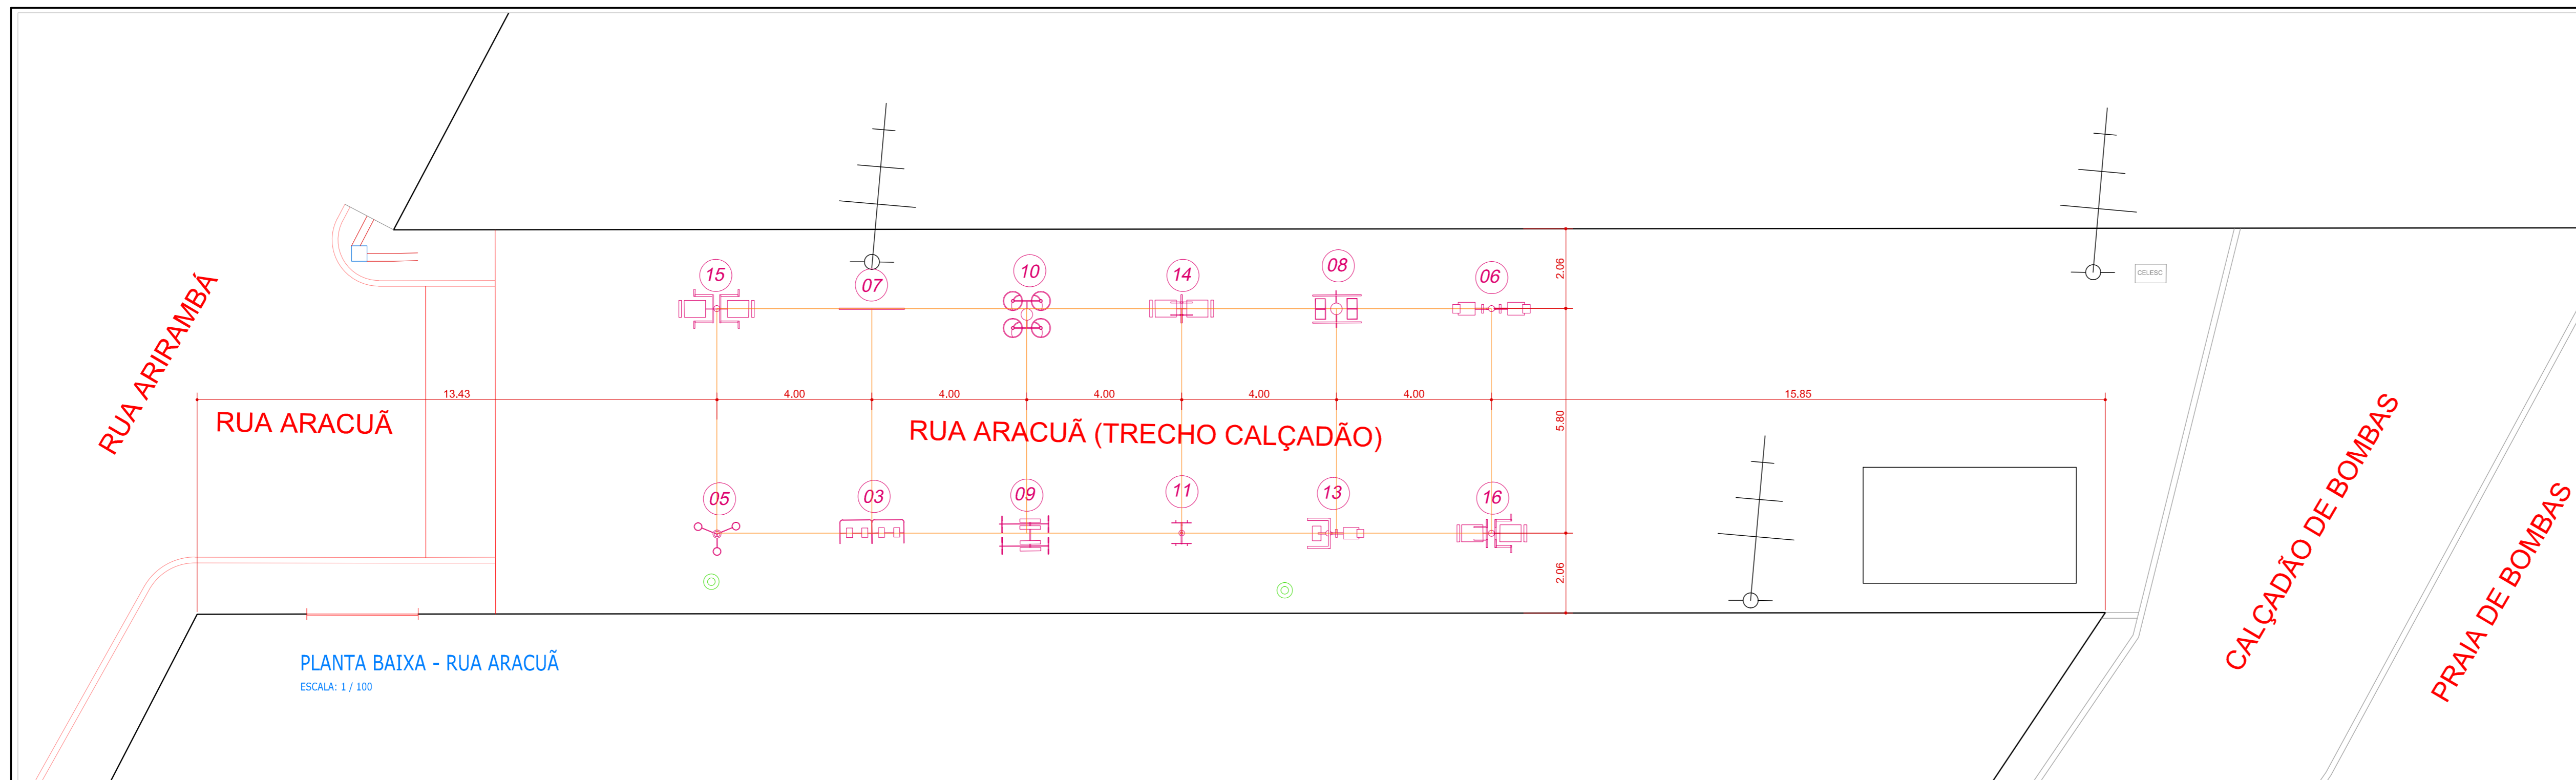 2.06
CELESC
15
07
10
14
08
06
RUA ARIRAMBÁ
13.43
4.00
4.00
4.00
4.00
4.00
15.85
RUA ARACUÃ
RUA ARACUÃ (TRECHO CALÇADÃO)
5.80
05
03
09
11
13
16
2.06
CALÇADÃO DE BOMBAS
PRAIA DE BOMBAS
PLANTA BAIXA - RUA ARACUÃ
ESCALA: 1 / 100